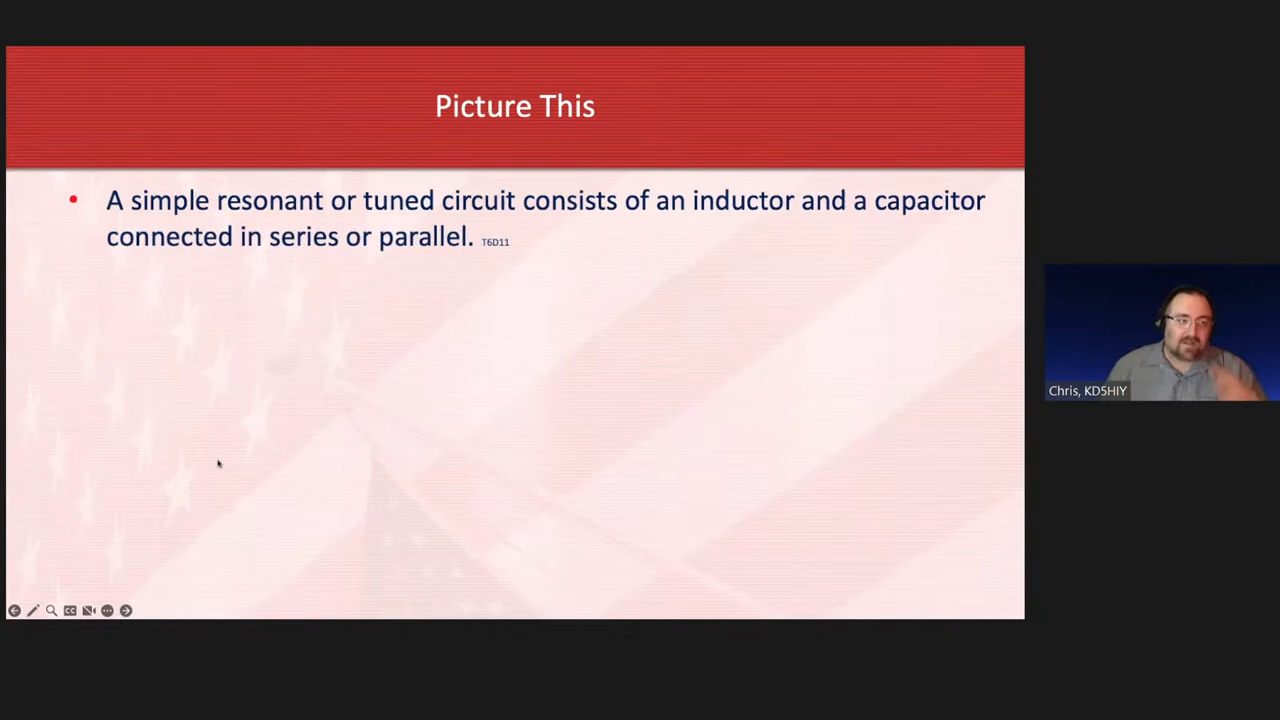 Picture This
• A simple resonant or tuned circuit consists of an inductor and a capacitor
connected in series or parallel. T6D11
Chris, KD5HIY